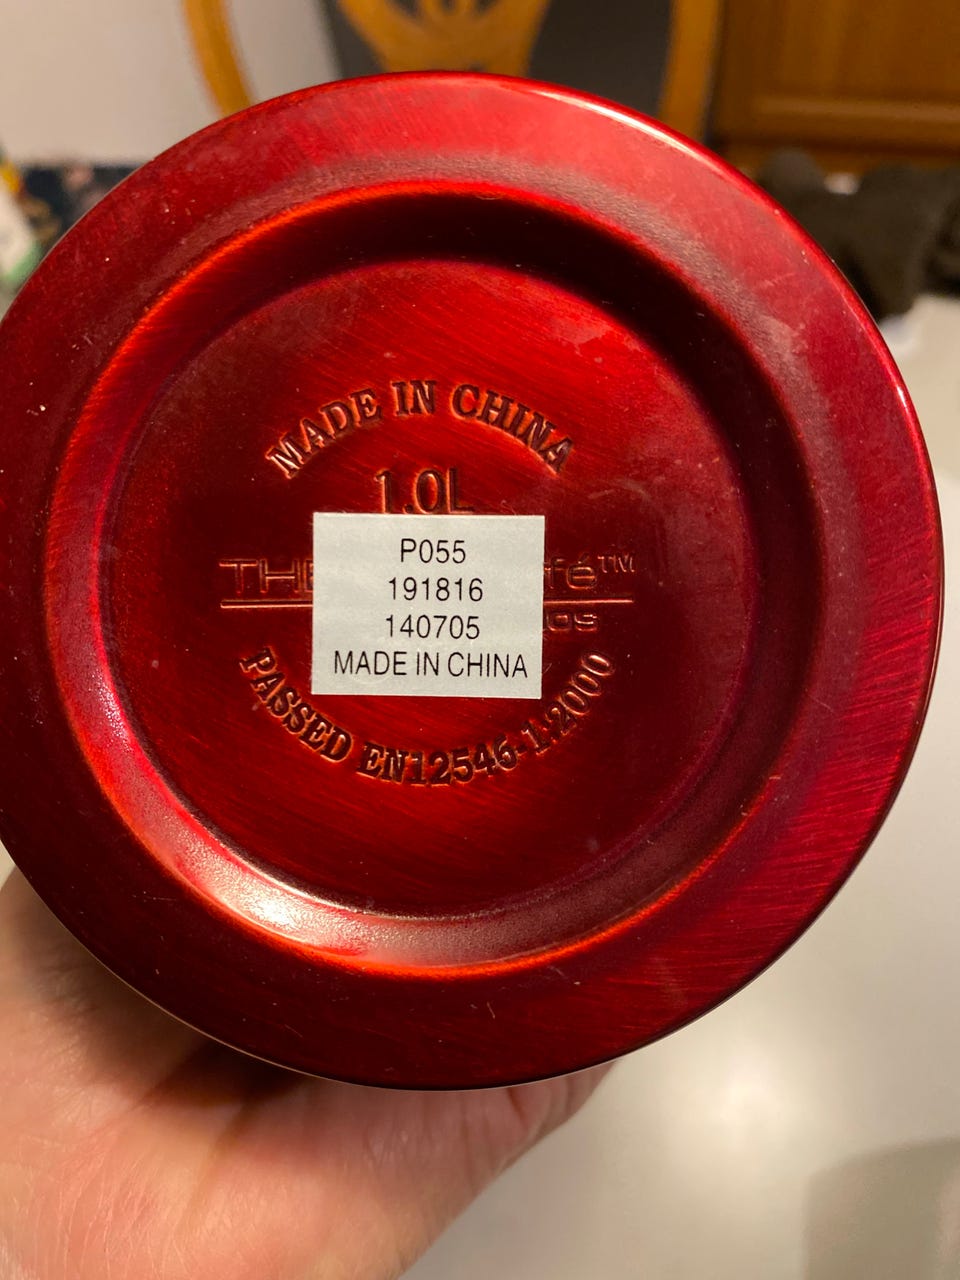 MADE IN CHINA
1.0L
P055
191816
140705
MADE IN CHINA
PASSED EN12546-1:2000